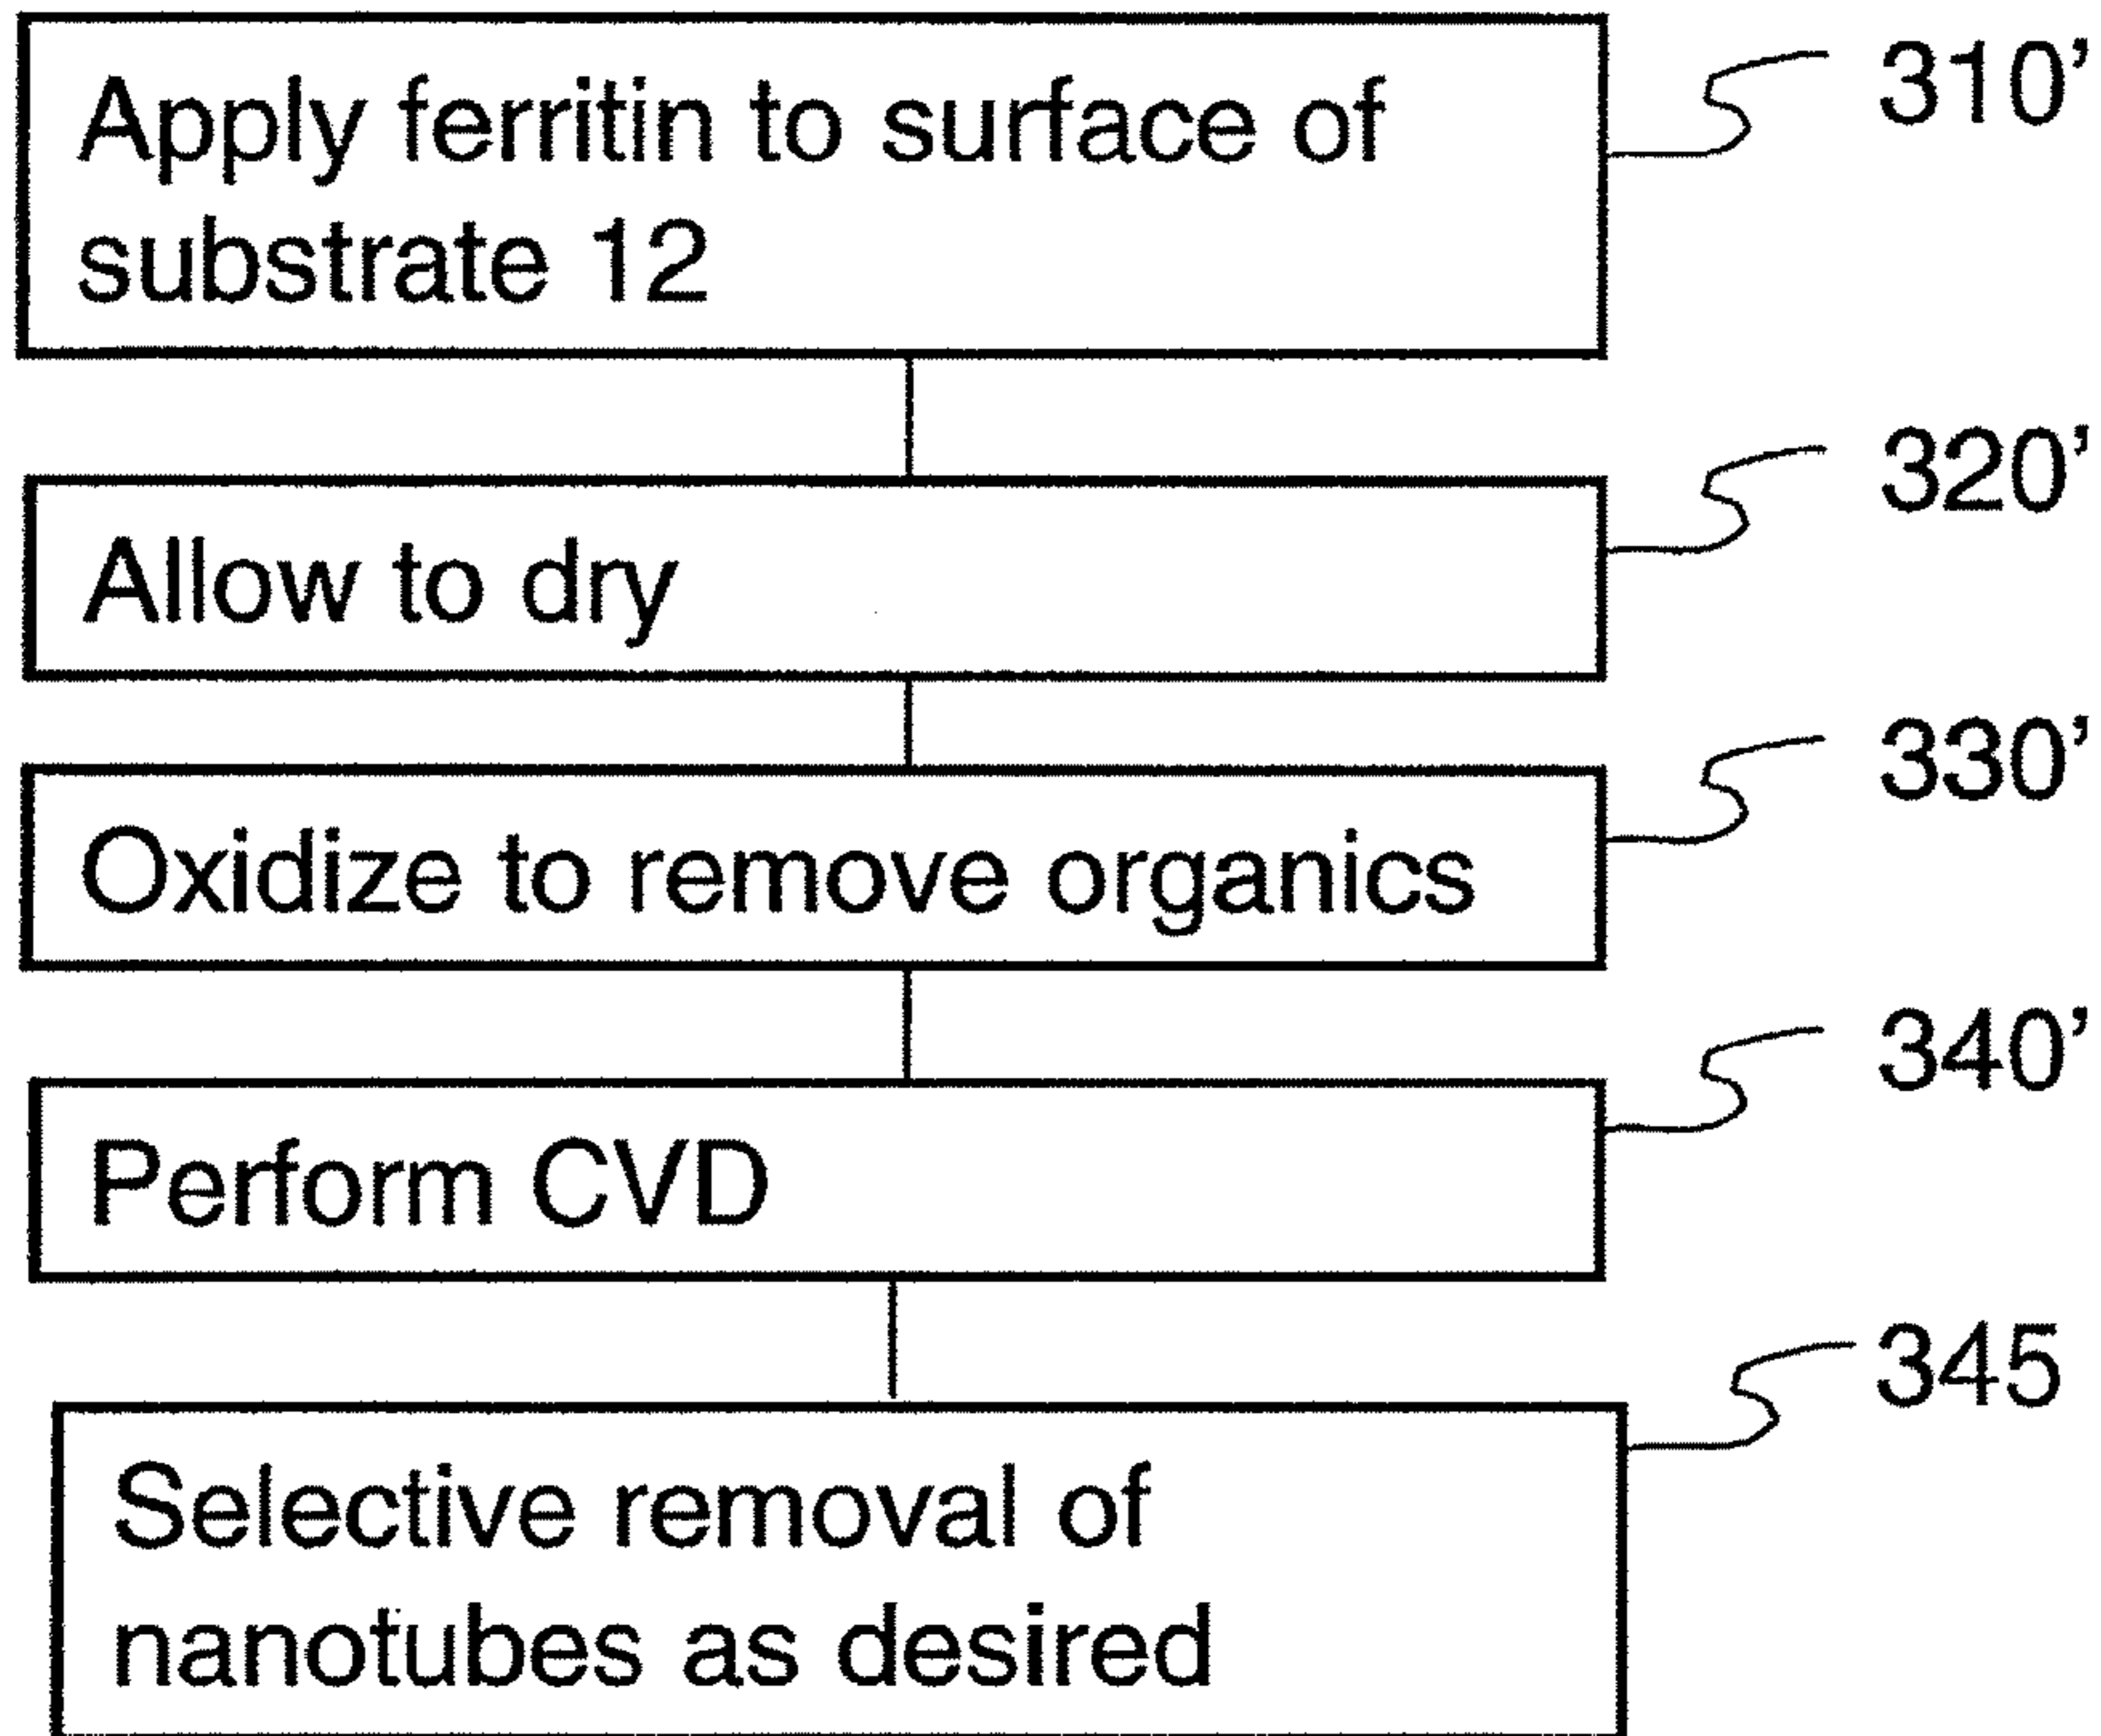 Apply ferritin to surface of
substrate 12
310’
Allow to dry
320’
Oxidize to remove organics
330’
Perform CVD
340’
Selective removal of
nanotubes as desired
345